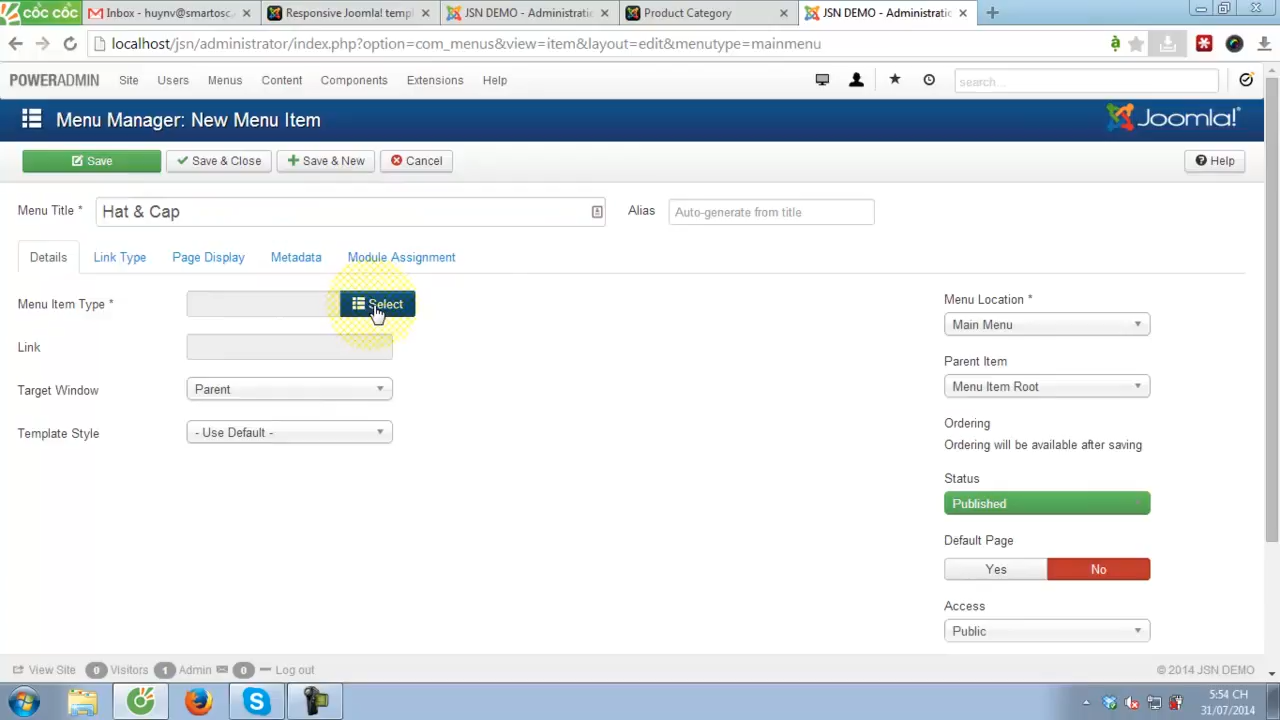 cốc cốc
Inbox - huynv@smartosc.
Responsive Joomla! templ
JSN DEMO - Administratio
Product Category
JSN DEMO - Administratio
localhost/jsn/administrator/index.php?option=com_menus&view=item&layout=edit&menutype=mainmenu
à
POWERADMIN Site Users Menus Content Components Extensions Help search...
Menu Manager: New Menu Item
Joomla!®
Save
Save & Close
Save & New
Cancel
Help
Menu Title * Hat & Cap
Alias Auto-generate from title
Details Link Type Page Display Metadata Module Assignment
Menu Item Type * Select
Link
Target Window Parent
Template Style - Use Default -
Menu Location *
Main Menu
Parent Item
Menu Item Root
Ordering
Ordering will be available after saving
Status
Published
Default Page
Yes No
Access
Public
View Site 0 Visitors 1 Admin 0 Log out
© 2014 JSN DEMO
5:54 CH
31/07/2014